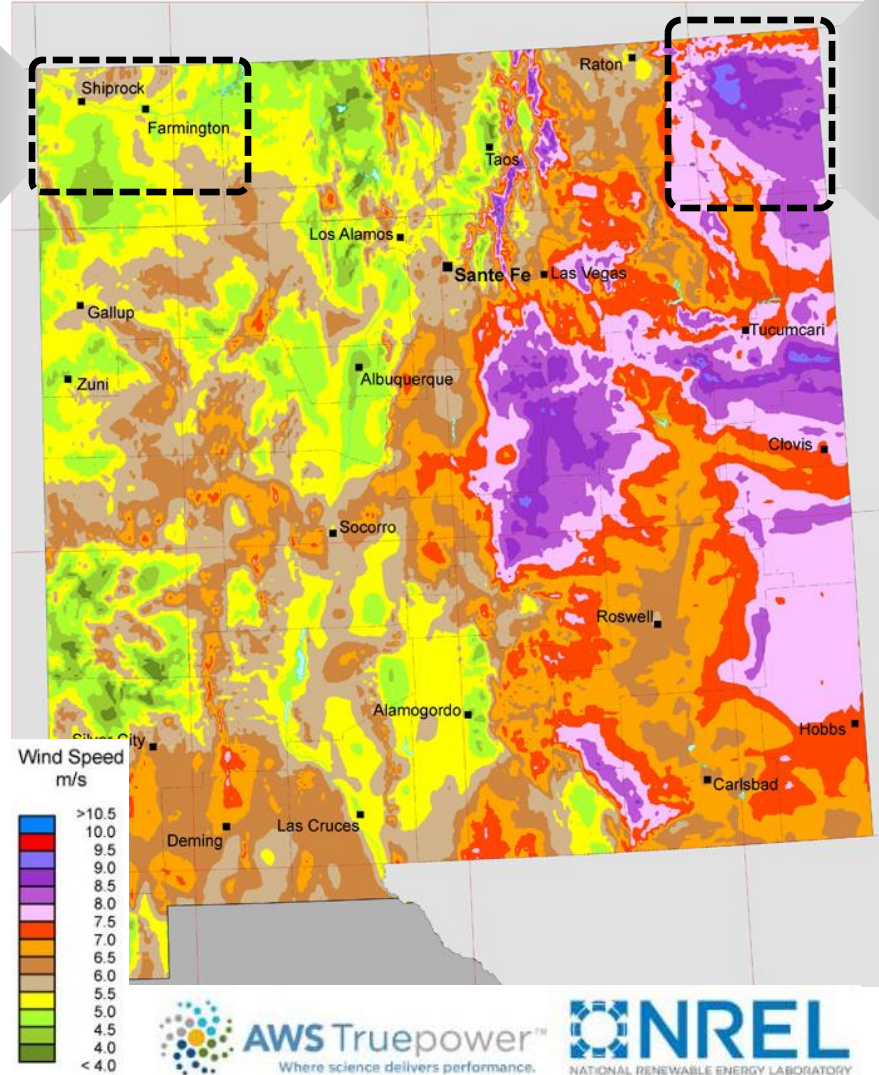 Raton
Shiprock
Farmington
Taos
Los Alamos
Sante Fe
Las Vegas
Gallup
Tucumcari
Zuni
Albuquerque
Clovis
Socorro
Roswell
Alamogordo
Hobbs
Silver City
Carlsbad
Las Cruces
Deming
Wind Speed
m/s
>10.5
10.0
9.5
9.0
8.5
8.0
7.5
7.0
6.5
6.0
5.5
5.0
4.5
4.0
< 4.0
AWS Truepower™
Where science delivers performance.
NREL
NATIONAL RENEWABLE ENERGY LABORATORY